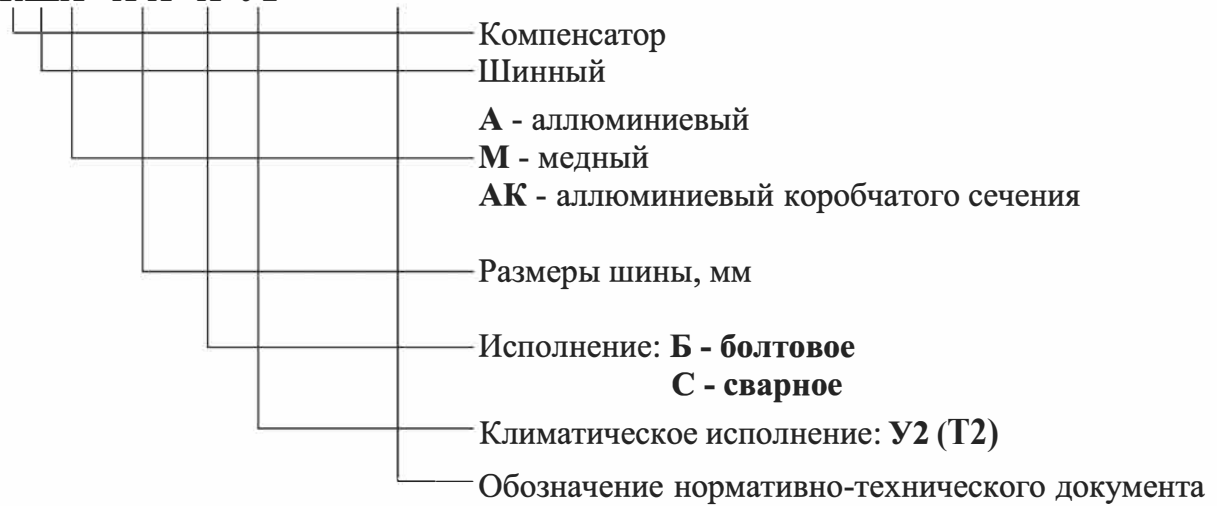 Компенсатор
Шинный
А - аллюминиевый
М - медный
АК - аллюминиевый коробчатого сечения
Размеры шины, мм
Исполнение: Б - болтовое
С - сварное
Климатическое исполнение: У2 (Т2)
Обозначение нормативно-технического документа